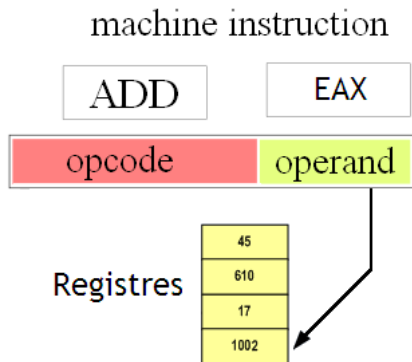 machine instruction
ADD EAX
opcode operand
45
610
Registres
17
1002